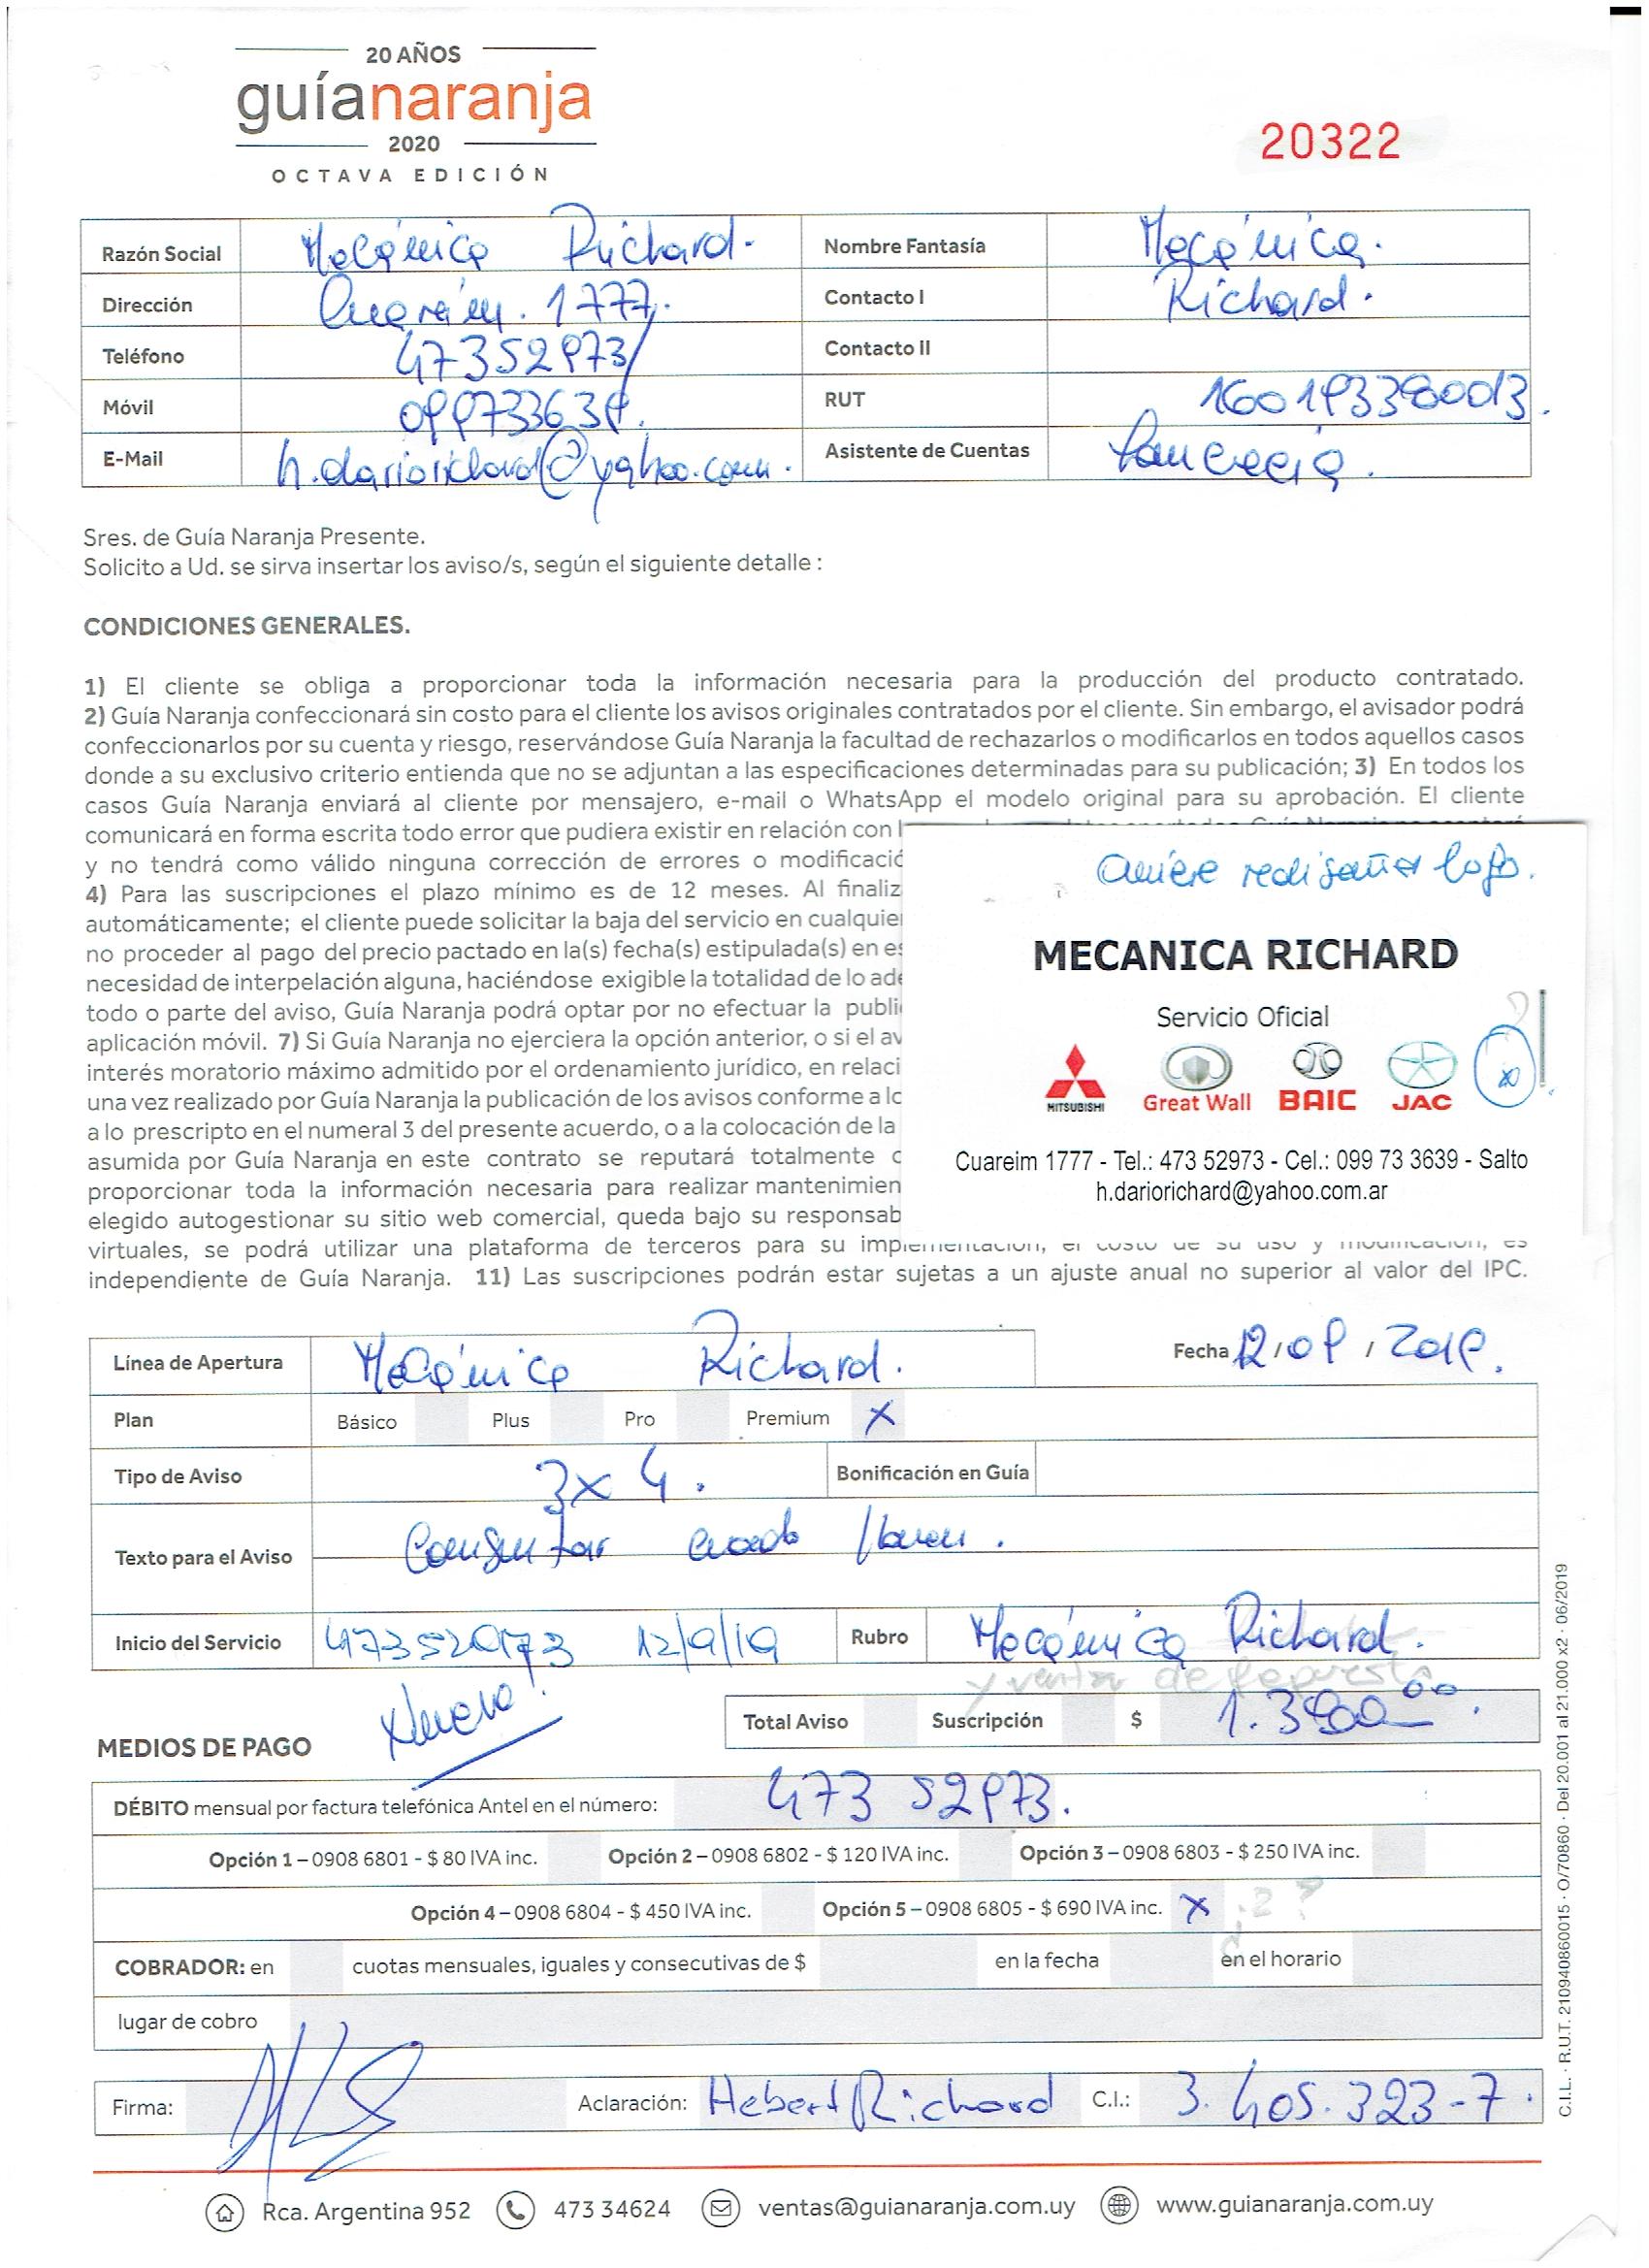 20 AÑOS
guíanaranja
2020
OCTAVA EDICIÓN
20322
Razón Social Mecánica Richard. Nombre Fantasía Mecánica.
Dirección Cuareim. 1777. Contacto I Richard.
Teléfono 47352973 Contacto II
Móvil 099733639. RUT 160193380013.
E-Mail h.dariorichard@yahoo.com. Asistente de Cuentas
Sres. de Guía Naranja Presente.
Solicito a Ud. se sirva insertar los aviso/s, según el siguiente detalle :
CONDICIONES GENERALES.
1) El cliente se obliga a proporcionar toda la información necesaria para la producción del producto contratado.
2) Guía Naranja confeccionará sin costo para el cliente los avisos originales contratados por el cliente. Sin embargo, el avisador podrá
confeccionarlos por su cuenta y riesgo, reservándose Guía Naranja la facultad de rechazarlos o modificarlos en todos aquellos casos
donde a su exclusivo criterio entienda que no se adjuntan a las especificaciones determinadas para su publicación; 3) En todos los
casos Guía Naranja enviará al cliente por mensajero, e-mail o WhatsApp el modelo original para su aprobación. El cliente
comunicará en forma escrita todo error que pudiera existir en relación con
y no tendrá como válido ninguna corrección de errores o modificació
4) Para las suscripciones el plazo mínimo es de 12 meses. Al finaliz
automáticamente; el cliente puede solicitar la baja del servicio en cualquie
no proceder al pago del precio pactado en la(s) fecha(s) estipulada(s) en es
necesidad de interpelación alguna, haciéndose exigible la totalidad de lo ade
todo o parte del aviso, Guía Naranja podrá optar por no efectuar la publi
aplicación móvil. 7) Si Guía Naranja no ejerciera la opción anterior, o si el av
interés moratorio máximo admitido por el ordenamiento jurídico, en relaci
una vez realizado por Guía Naranja la publicación de los avisos conforme a lo
a lo prescripto en el numeral 3 del presente acuerdo, o a la colocación de la
asumida por Guía Naranja en este contrato se reputará totalmente c
proporcionar toda la información necesaria para realizar mantenimien
elegido autogestionar su sitio web comercial, queda bajo su responsab
virtuales, se podrá utilizar una plataforma de terceros para su implementación, el costo de su uso y modificación, es
independiente de Guía Naranja. 11) Las suscripciones podrán estar sujetas a un ajuste anual no superior al valor del IPC.
Quiere rediseñar logo.
MECANICA RICHARD
Servicio Oficial
MITSUBISHI Great Wall BAIC JAC
Cuareim 1777 - Tel.: 473 52973 - Cel.: 099 73 3639 - Salto
h.dariorichard@yahoo.com.ar
Línea de Apertura Mecánica Richard. Fecha 12/09/2019.
Plan Básico Plus Pro Premium X
Tipo de Aviso 3x4. Bonificación en Guía
Texto para el Aviso Consultar
Inicio del Servicio 47352973 12/9/19 Rubro Mecánica Richard.
y venta de Repuestos
Nuevo!
Total Aviso Suscripción $ 1.380.00.
MEDIOS DE PAGO
DÉBITO mensual por factura telefónica Antel en el número: 473 52973.
Opción 1 – 0908 6801 - $ 80 IVA inc. Opción 2 – 0908 6802 - $ 120 IVA inc. Opción 3 – 0908 6803 - $ 250 IVA inc.
Opción 4 – 0908 6804 - $ 450 IVA inc. Opción 5 – 0908 6805 - $ 690 IVA inc. X ¿2?
COBRADOR: en cuotas mensuales, iguales y consecutivas de $ en la fecha en el horario
lugar de cobro
Firma: Aclaración: Hebert Richard C.I.: 3.405.323-7.
Rca. Argentina 952 473 34624 ventas@guianaranja.com.uy www.guianaranja.com.uy
C.I.L. · R.U.T. 210940860015 · O/70860 · Del 20.001 al 21.000 x2 · 06/2019